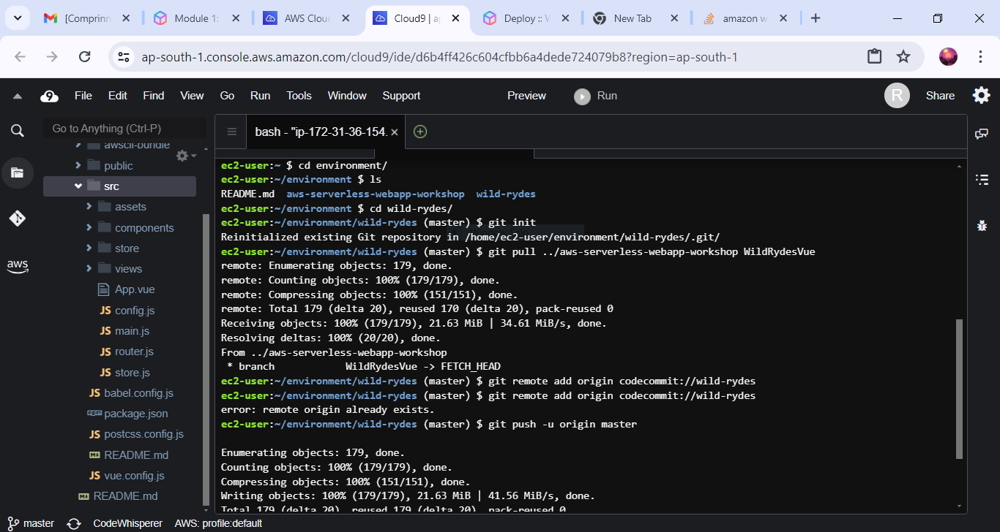 [Comprinn
Module 1:
AWS Clou
Cloud9 | a
Deploy :: V
New Tab
amazon w
ap-south-1.console.aws.amazon.com/cloud9/ide/d6b4ff426c604cfbb6a4dede724079b8?region=ap-south-1
9 File Edit Find View Go Run Tools Window Support Preview Run R Share
Go to Anything (Ctrl-P)
bash - "ip-172-31-36-154.
awscli-bundle
public
src
assets
components
store
views
App.vue
JS config.js
JS main.js
JS router.js
JS store.js
JS babel.config.js
package.json
JS postcss.config.js
README.md
JS vue.config.js
README.md
aws
ec2-user:~ $ cd environment/
ec2-user:~/environment $ ls
README.md aws-serverless-webapp-workshop wild-rydes
ec2-user:~/environment $ cd wild-rydes/
ec2-user:~/environment/wild-rydes (master) $ git init
Reinitialized existing Git repository in /home/ec2-user/environment/wild-rydes/.git/
ec2-user:~/environment/wild-rydes (master) $ git pull ../aws-serverless-webapp-workshop WildRydesVue
remote: Enumerating objects: 179, done.
remote: Counting objects: 100% (179/179), done.
remote: Compressing objects: 100% (151/151), done.
remote: Total 179 (delta 20), reused 170 (delta 20), pack-reused 0
Receiving objects: 100% (179/179), 21.63 MiB | 34.61 MiB/s, done.
Resolving deltas: 100% (20/20), done.
From ../aws-serverless-webapp-workshop
* branch WildRydesVue -> FETCH_HEAD
ec2-user:~/environment/wild-rydes (master) $ git remote add origin codecommit://wild-rydes
ec2-user:~/environment/wild-rydes (master) $ git remote add origin codecommit://wild-rydes
error: remote origin already exists.
ec2-user:~/environment/wild-rydes (master) $ git push -u origin master
Enumerating objects: 179, done.
Counting objects: 100% (179/179), done.
Compressing objects: 100% (151/151), done.
Writing objects: 100% (179/179), 21.63 MiB | 41.56 MiB/s, done.
Total 179 (delta 20), reused 179 (delta 20), pack-reused 0
master CodeWhisperer AWS: profile:default